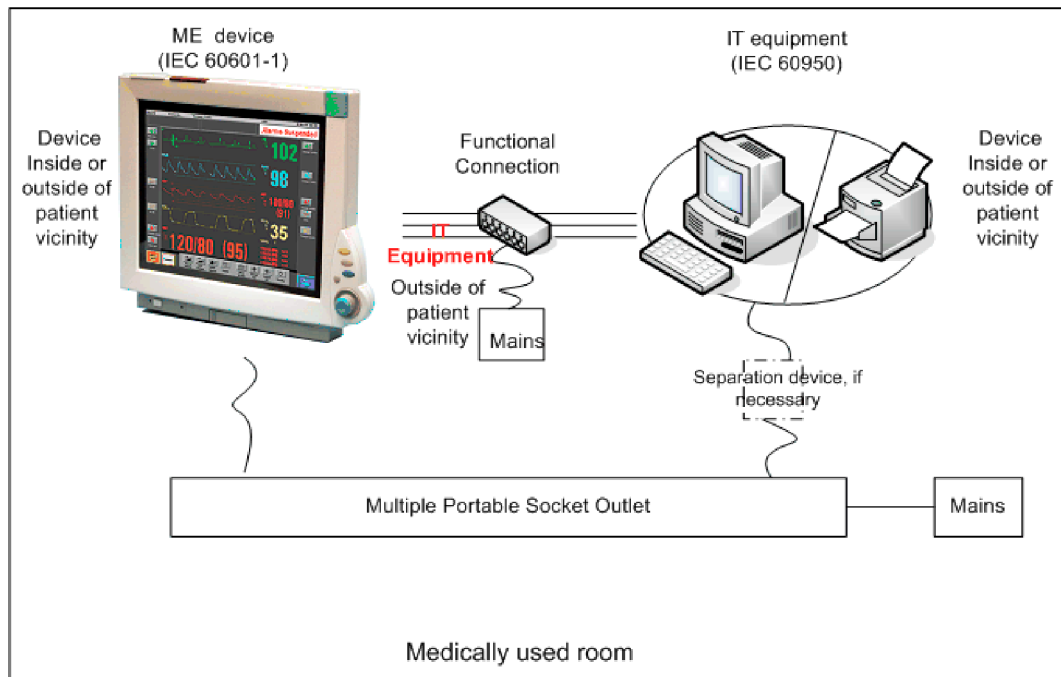 ME device
(IEC 60601-1)
IT equipment
(IEC 60950)
Device
Inside or
outside of
patient
vicinity
Alarms Suspended
102
98
35
120/80 (95)
Functional
Connection
IT
Equipment
Outside of
patient
vicinity
Mains
Device
Inside or
outside of
patient
vicinity
Separation device, if
necessary
Multiple Portable Socket Outlet
Mains
Medically used room